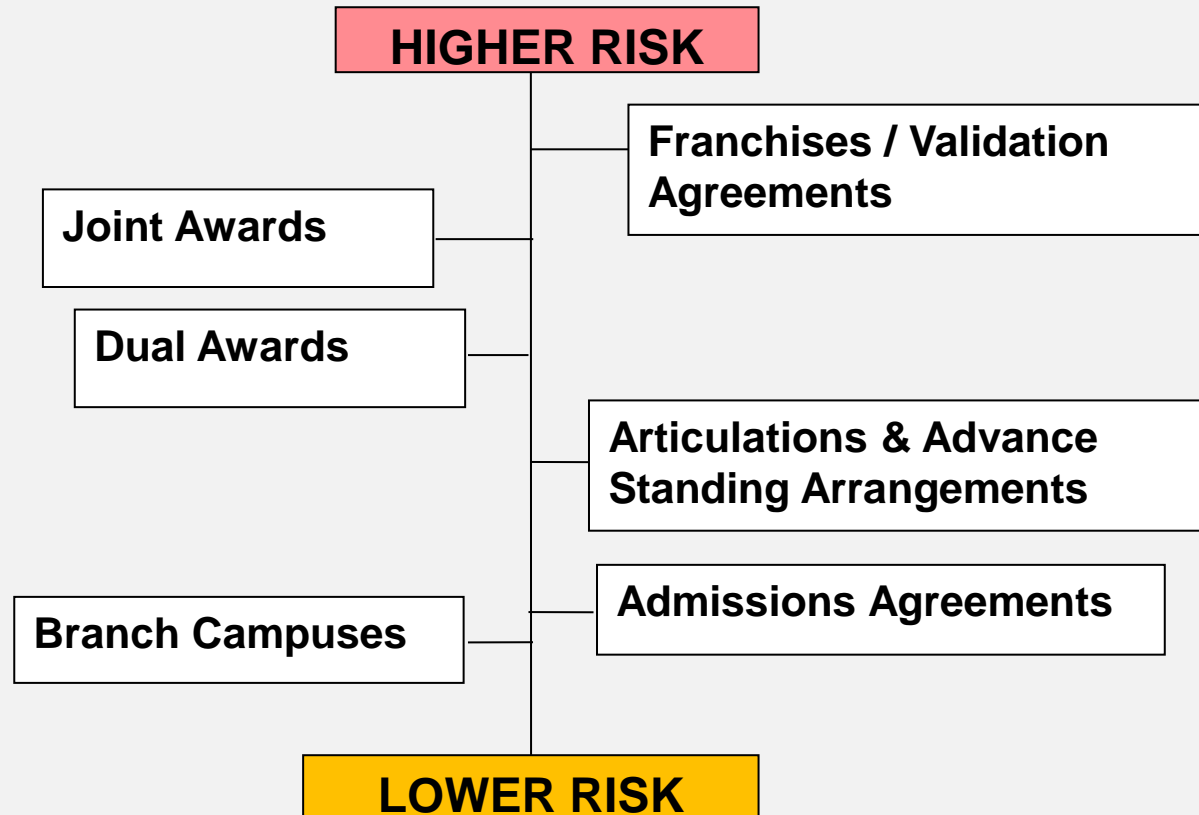 HIGHER RISK
Franchises / Validation
Agreements
Joint Awards
Dual Awards
Articulations & Advance
Standing Arrangements
Admissions Agreements
Branch Campuses
LOWER RISK